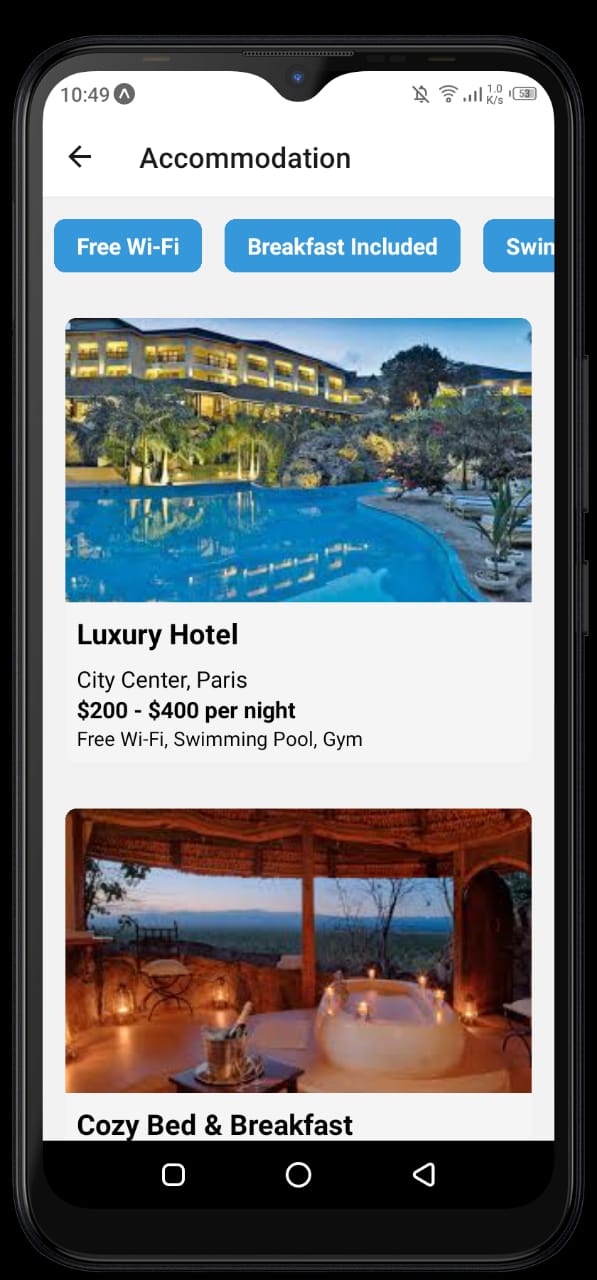 10:49
1.0
K/s
53
Accommodation
Free Wi-Fi
Breakfast Included
Swin
Luxury Hotel
City Center, Paris
$200 - $400 per night
Free Wi-Fi, Swimming Pool, Gym
Cozy Bed & Breakfast